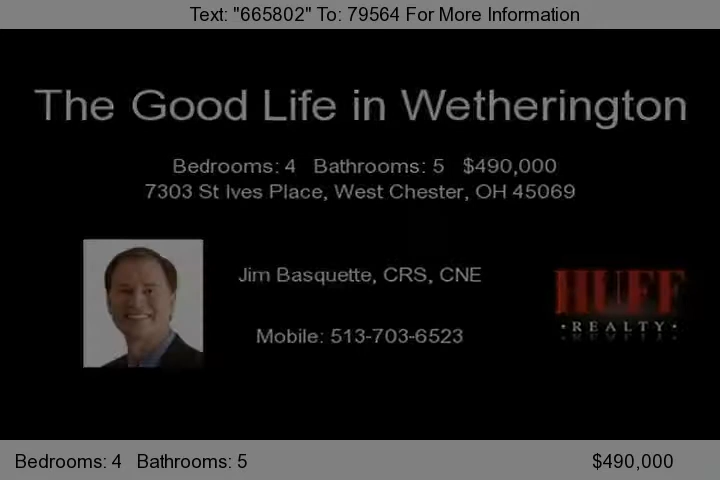 Text: "665802" To: 79564 For More Information
The Good Life in Wetherington
Bedrooms: 4 Bathrooms: 5 $490,000
7303 St Ives Place, West Chester, OH 45069
Jim Basquette, CRS, CNE
HUFF
·REALTY·
Mobile: 513-703-6523
Bedrooms: 4 Bathrooms: 5 $490,000